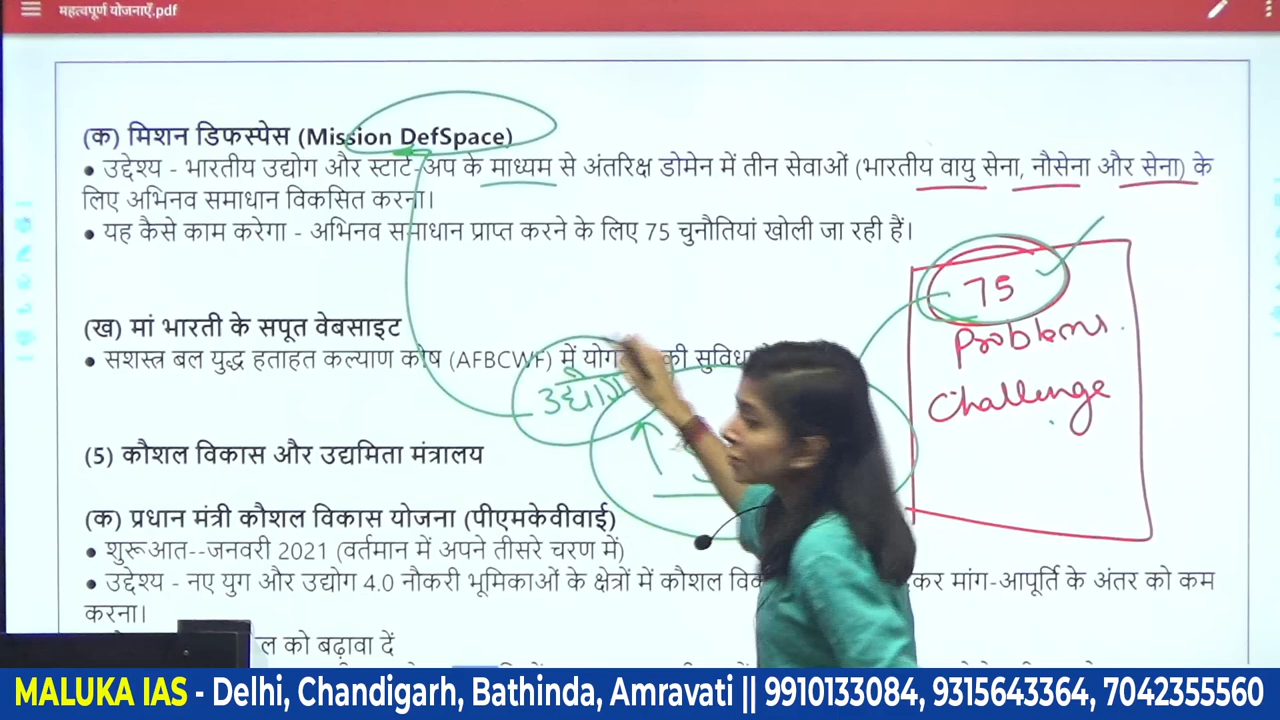 महत्वपूर्ण योजनाएँ.pdf
(क) मिशन डिफस्पेस (Mission DefSpace)
• उद्देश्य - भारतीय उद्योग और स्टार्ट-अप के माध्यम से अंतरिक्ष डोमेन में तीन सेवाओं (भारतीय वायु सेना, नौसेना और सेना) के
लिए अभिनव समाधान विकसित करना।
• यह कैसे काम करेगा - अभिनव समाधान प्राप्त करने के लिए 75 चुनौतियां खोली जा रही हैं।
75
Problems.
Challenge
(ख) मां भारती के सपूत वेबसाइट
• सशस्त्र बल युद्ध हताहत कल्याण कोष (AFBCWF) में की सुविधा
उद्योग
(5) कौशल विकास और उद्यमिता मंत्रालय
(क) प्रधान मंत्री कौशल विकास योजना (पीएमकेवीवाई)
• शुरूआत--जनवरी 2021 (वर्तमान में अपने तीसरे चरण में)
• उद्देश्य - नए युग और उद्योग 4.0 नौकरी भूमिकाओं के क्षेत्रों में कौशल मांग-आपूर्ति के अंतर को कम
करना।
को बढ़ावा दें
MALUKA IAS - Delhi, Chandigarh, Bathinda, Amravati || 9910133084, 9315643364, 7042355560